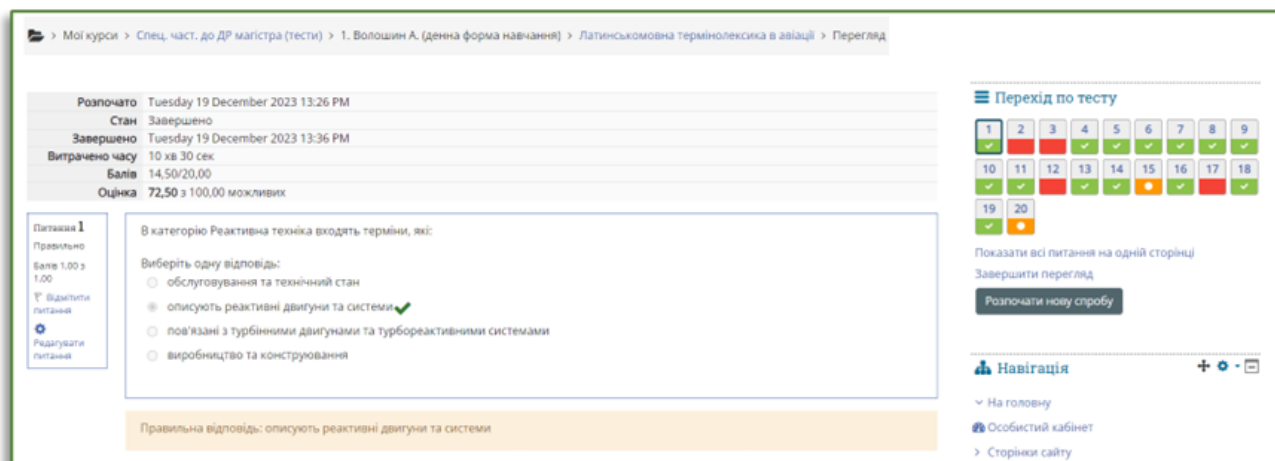 > Мої курси > Спец. част. до ДР магістра (тести) > 1. Волошин А. (денна форма навчання) > Латинськомовна термінолексика в авіації > Перегляд
Розпочато Tuesday 19 December 2023 13:26 PM
Стан Завершено
Завершено Tuesday 19 December 2023 13:36 PM
Витрачено часу 10 хв 30 сек
Балів 14,50/20,00
Оцінка 72,50 з 100,00 можливих
Питання 1
Правильно
Балів 1,00 з
1,00
Відмітити
питання
Редагувати
питання
В категорію Реактивна техніка входять терміни, які:
Виберіть одну відповідь:
обслуговування та технічний стан
описують реактивні двигуни та системи
пов'язані з турбінними двигунами та турбореактивними системами
виробництво та конструювання
Правильна відповідь: описують реактивні двигуни та системи
Перехід по тесту
1 2 3 4 5 6 7 8 9
10 11 12 13 14 15 16 17 18
19 20
Показати всі питання на одній сторінці
Завершити перегляд
Розпочати нову спробу
Навігація
На головну
Особистий кабінет
Сторінки сайту